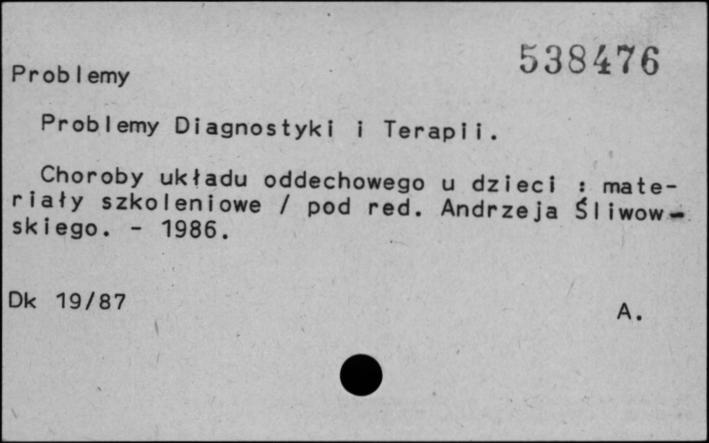 538476
Problemy
Problemy Diagnostyki i Terapii.
Choroby układu oddechowego u dzieci : mate-
riały szkoleniowe / pod red. Andrzeja Śliwow-
skiego. - 1986.
Dk 19/87
A.